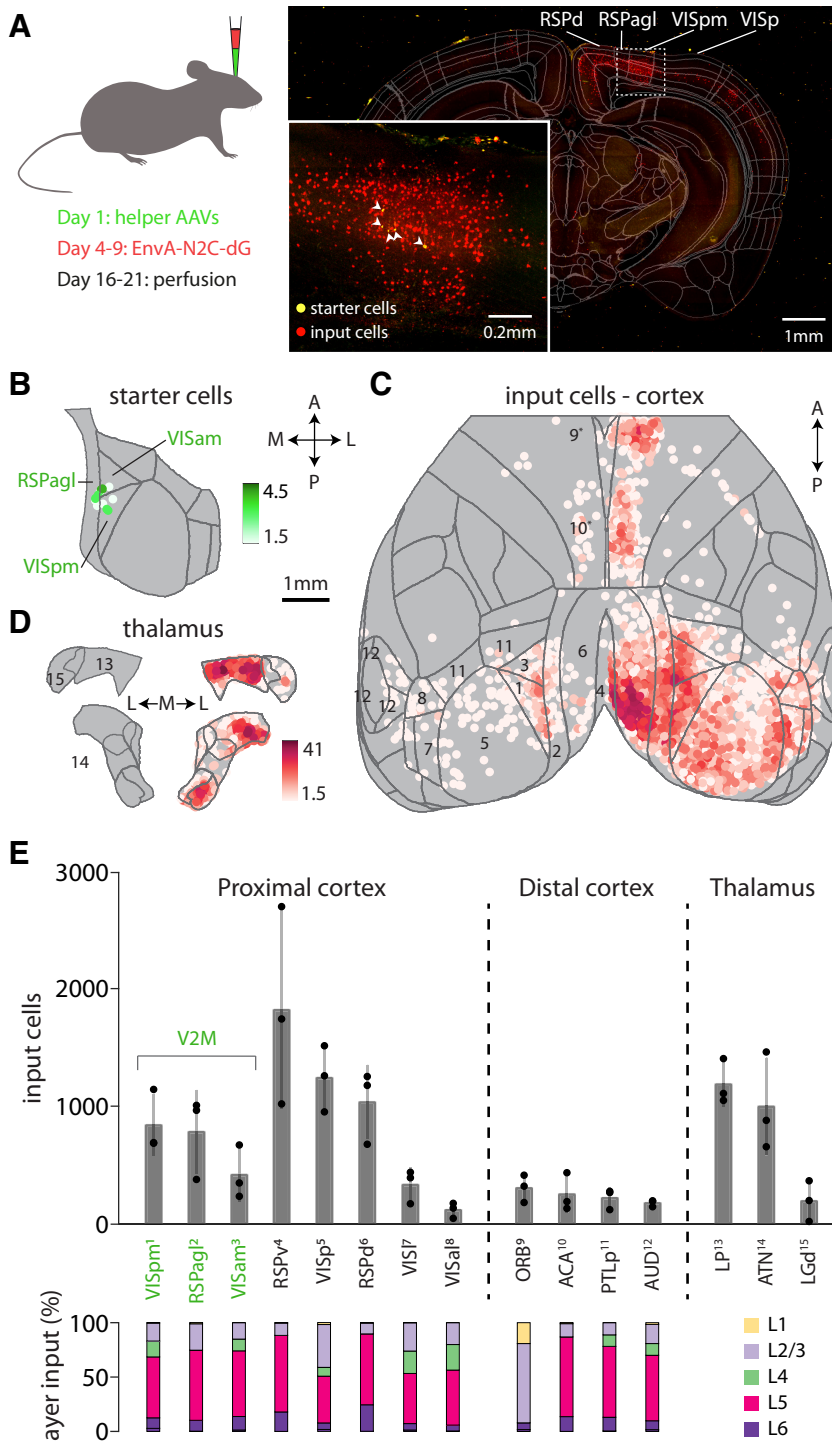 A
RSPd
RSPagl
VISpm
VISp
Day 1: helper AAVs
Day 4-9: EnvA-N2C-dG
Day 16-21: perfusion
starter cells
input cells
0.2mm
1mm
B
starter cells
VISam
RSPagl
VISpm
A
M
L
P
4.5
1.5
1mm
C
input cells - cortex
A
P
9*
10*
12
11
6
3
12
11
1
4
8
12
7
5
2
D
thalamus
13
15
L
M
L
14
41
1.5
E
3000
Proximal cortex
Distal cortex
Thalamus
2000
V2M
input cells
1000
0
VISpm1
RSPagl2
VISam3
RSPv4
VISp5
RSPd6
VISl7
VISal8
ORB9
ACA10
PTLp11
AUD12
LP13
ATN14
LGd15
ayer input (%)
100
50
0
L1
L2/3
L4
L5
L6